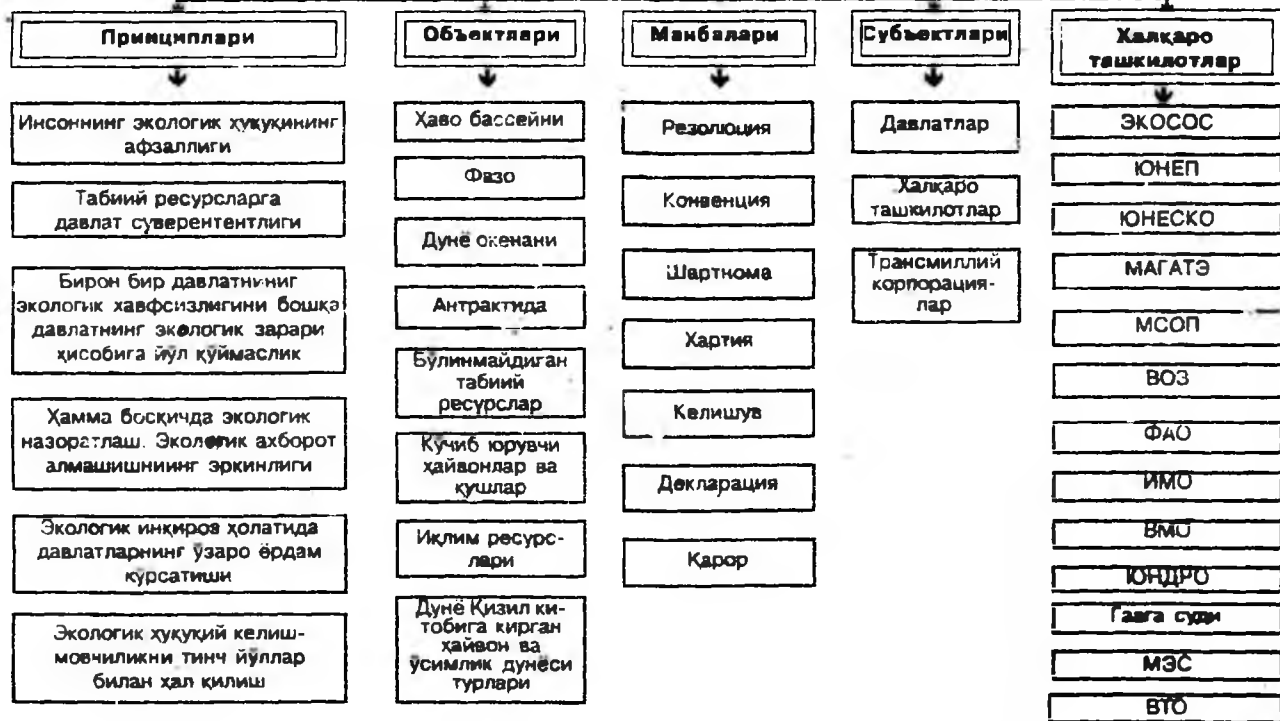 Принциплари
Инсоннинг экологик ҳуқуқининг
афзаллиги
Табиий ресурсларга
давлат суверентентлиги
Бирон бир давлатнинг
экологик хавфсизлигини бошқа
давлатнинг экологик зарари
ҳисобига йўл қўймаслик
Ҳамма босқичда экологик
назоратлаш. Экологик ахборот
алмашишниинг эркинлиги
Экологик инқироз ҳолатида
давлатларнинг ўзаро ёрдам
кўрсатиши
Экологик ҳуқуқий келиш-
мовчиликни тинч йўллар
билан ҳал қилиш
Объектлари
Ҳаво бассейни
Фазо
Дунё окенани
Антрактида
Бўлинмайдиган
табиий
ресурслар
Кўчиб юрувчи
ҳайвонлар ва
қушлар
Иқлим ресурс-
лари
Дунё Қизил ки-
тобига кирган
ҳайвон ва
ўсимлик дунёси
турлари
Манбалари
Резолюция
Конвенция
Шартнома
Хартия
Келишув
Декларация
Қарор
Субъектлари
Давлатлар
Халқаро
ташкилотлар
Трансмиллий
корпорация-
лар
Халқаро
ташкилотлар
ЭКОСОС
ЮНЕП
ЮНЕСКО
МАГАТЭ
МСОП
ВОЗ
ФАО
ИМО
ВМО
ЮНДРО
Гаага суди
МЭС
ВТО